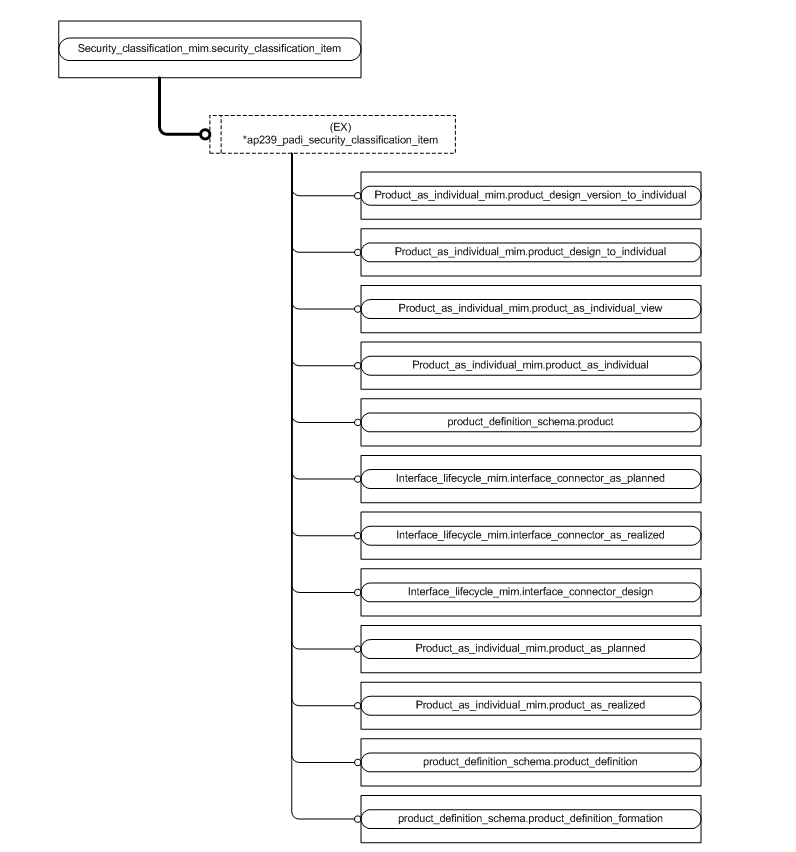 Security_classification_mim.security_classification_item
(EX)
*ap239_padi_security_classification_item
Product_as_individual_mim.product_design_version_to_individual
Product_as_individual_mim.product_design_to_individual
Product_as_individual_mim.product_as_individual_view
Product_as_individual_mim.product_as_individual
product_definition_schema.product
Interface_lifecycle_mim.interface_connector_as_planned
Interface_lifecycle_mim.interface_connector_as_realized
Interface_lifecycle_mim.interface_connector_design
Product_as_individual_mim.product_as_planned
Product_as_individual_mim.product_as_realized
product_definition_schema.product_definition
product_definition_schema.product_definition_formation